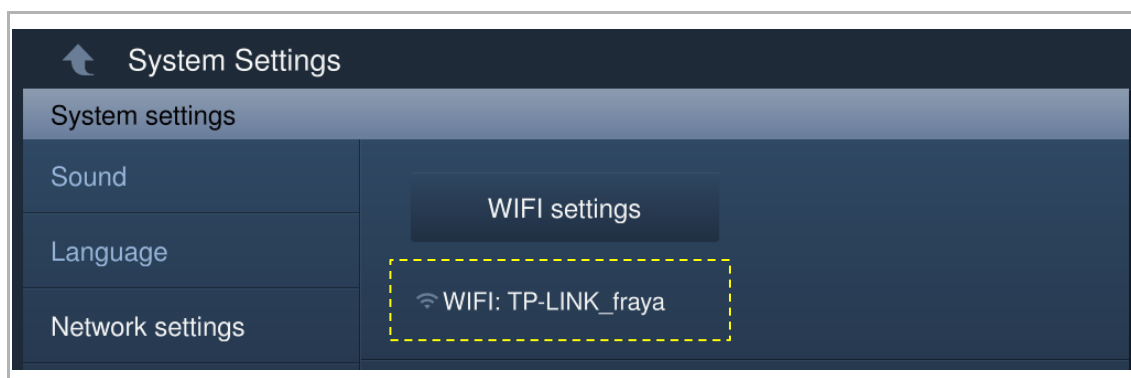 System Settings
System settings
Sound
WIFI settings
Language
WIFI: TP-LINK_fraya
Network settings